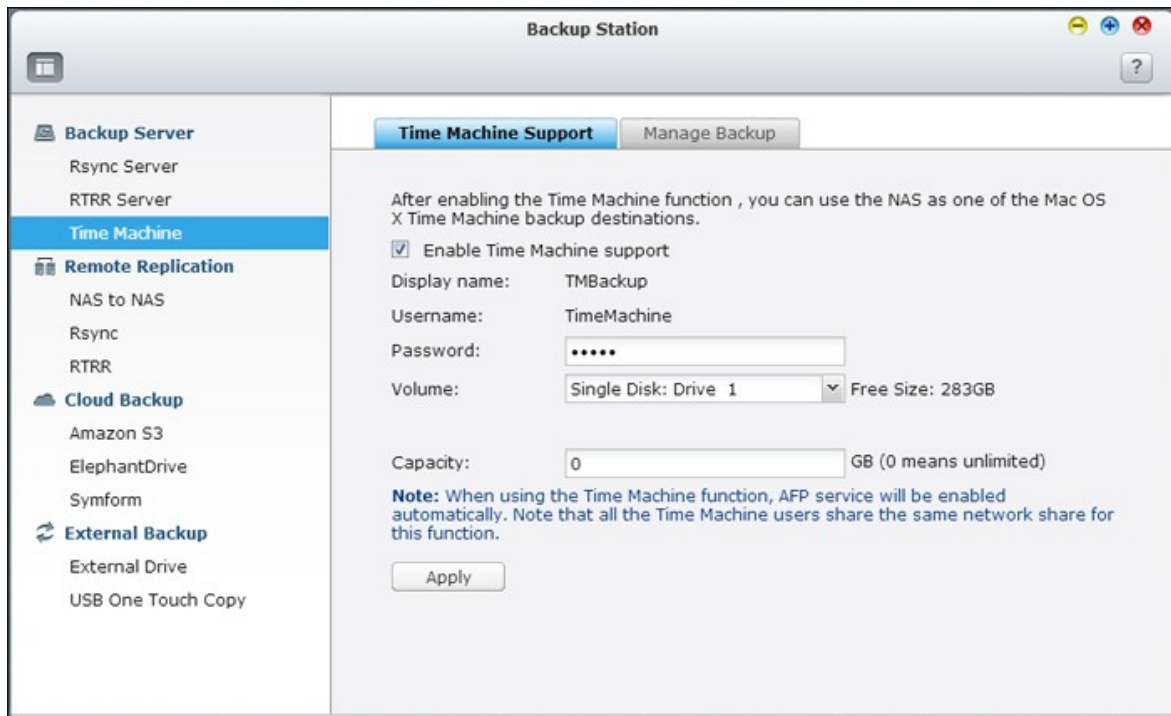 Backup Station
?
Backup Server
Rsync Server
RTRR Server
Time Machine
Remote Replication
NAS to NAS
Rsync
RTRR
Cloud Backup
Amazon S3
ElephantDrive
Symform
External Backup
External Drive
USB One Touch Copy
Time Machine Support
Manage Backup
After enabling the Time Machine function , you can use the NAS as one of the Mac OS
X Time Machine backup destinations.
Enable Time Machine support
Display name: TMBackup
Username: TimeMachine
Password: •••••
Volume: Single Disk: Drive 1 Free Size: 283GB
Capacity: 0 GB (0 means unlimited)
Note: When using the Time Machine function, AFP service will be enabled
automatically. Note that all the Time Machine users share the same network share for
this function.
Apply